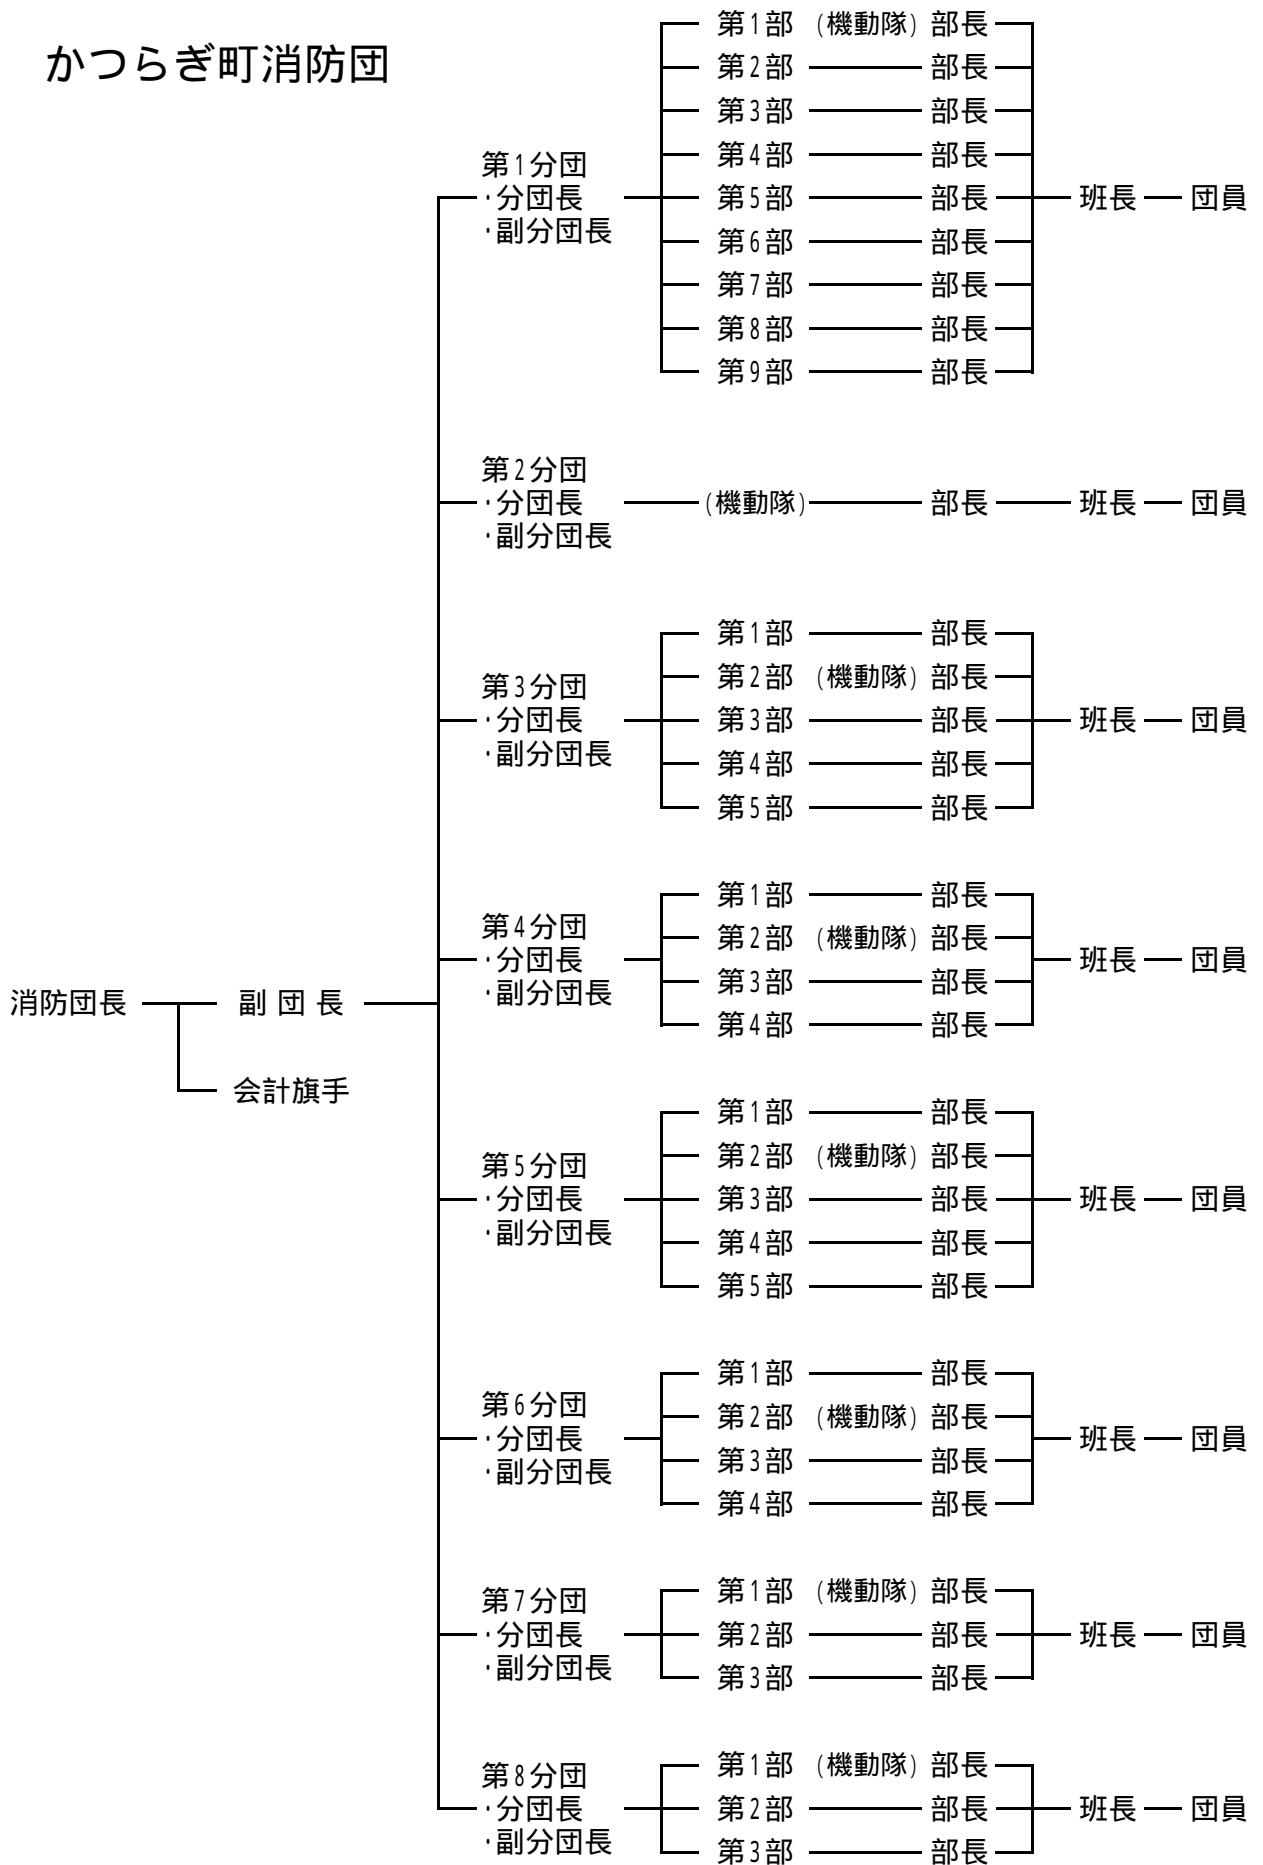 かつらぎ町消防団
消防団長
副団長
会計旗手
第1分団
・分団長
・副分団長
第1部 (機動隊) 部長
第2部 部長
第3部 部長
第4部 部長
第5部 部長
第6部 部長
第7部 部長
第8部 部長
第9部 部長
班長 団員
第2分団
・分団長
・副分団長
(機動隊) 部長 班長 団員
第3分団
・分団長
・副分団長
第1部 部長
第2部 (機動隊) 部長
第3部 部長
第4部 部長
第5部 部長
班長 団員
第4分団
・分団長
・副分団長
第1部 部長
第2部 (機動隊) 部長
第3部 部長
第4部 部長
班長 団員
第5分団
・分団長
・副分団長
第1部 部長
第2部 (機動隊) 部長
第3部 部長
第4部 部長
第5部 部長
班長 団員
第6分団
・分団長
・副分団長
第1部 部長
第2部 (機動隊) 部長
第3部 部長
第4部 部長
班長 団員
第7分団
・分団長
・副分団長
第1部 (機動隊) 部長
第2部 部長
第3部 部長
班長 団員
第8分団
・分団長
・副分団長
第1部 (機動隊) 部長
第2部 部長
第3部 部長
班長 団員